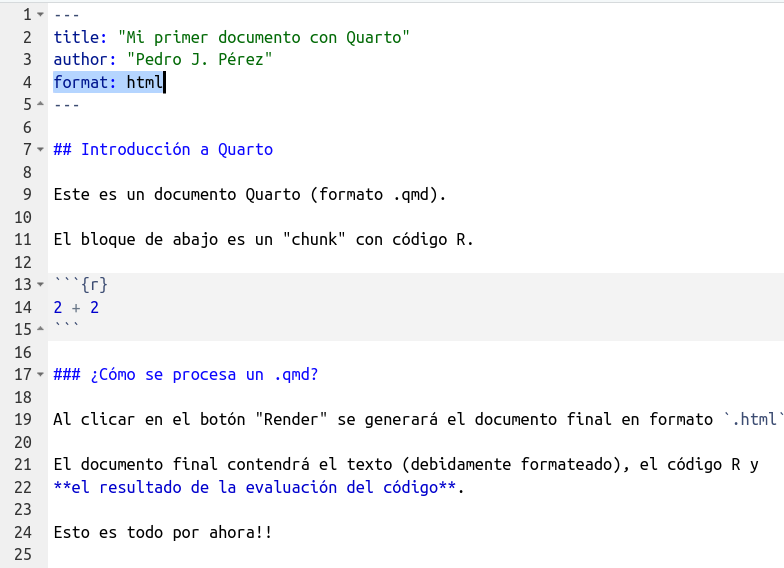 1 ---
2 title: "Mi primer documento con Quarto"
3 author: "Pedro J. Pérez"
4 format: html
5 ---
6
7 ## Introducción a Quarto
8
9 Este es un documento Quarto (formato .qmd).
10
11 El bloque de abajo es un "chunk" con código R.
12
13 ```{r}
14 2 + 2
15 ```
16
17 ### ¿Cómo se procesa un .qmd?
18
19 Al clicar en el botón "Render" se generará el documento final en formato `.html`
20
21 El documento final contendrá el texto (debidamente formateado), el código R y
22 **el resultado de la evaluación del código**.
23
24 Esto es todo por ahora!!
25